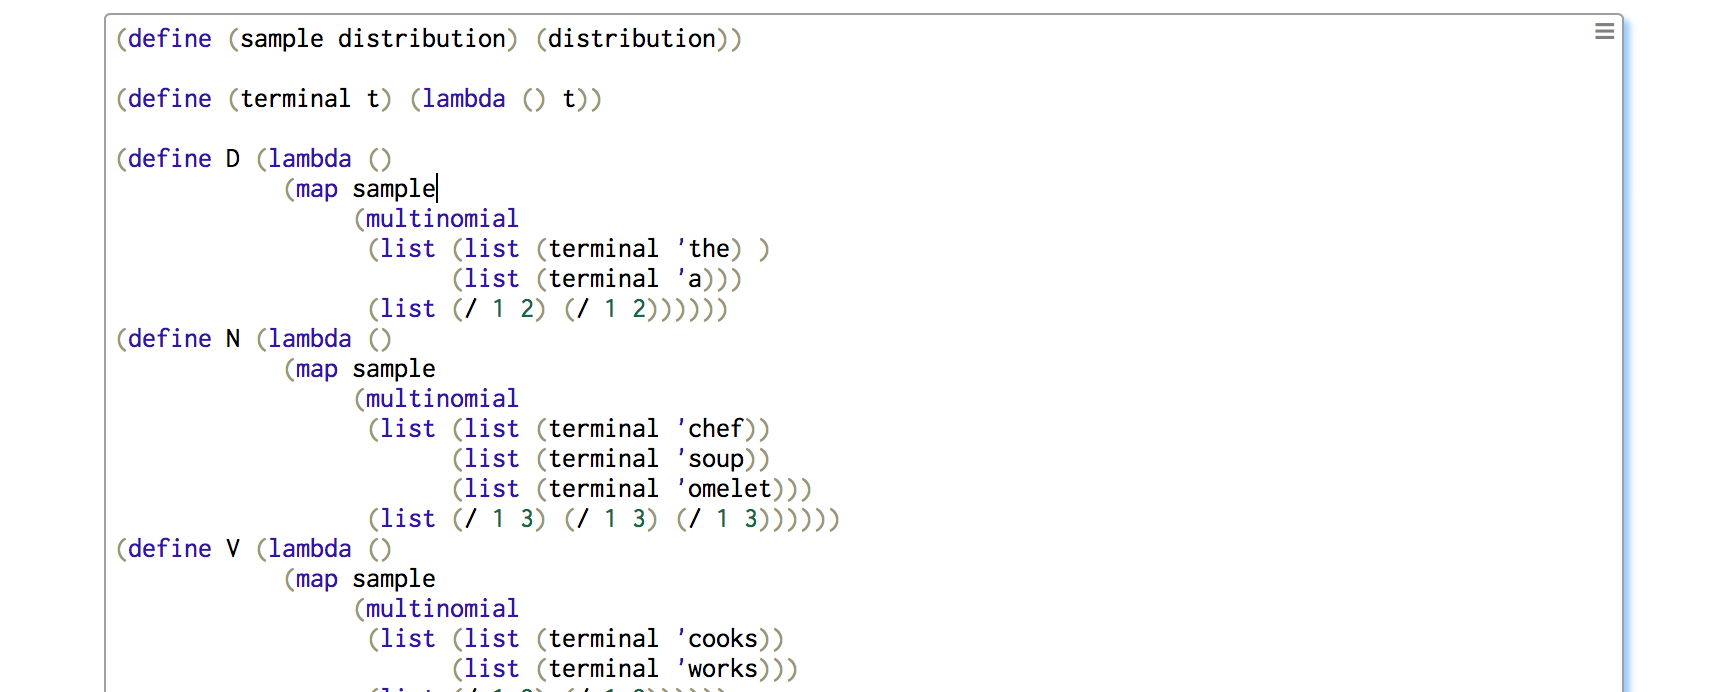 (define (sample distribution) (distribution))
(define (terminal t) (lambda () t))
(define D (lambda ()
(map sample
(multinomial
(list (list (terminal 'the) )
(list (terminal 'a)))
(list (/ 1 2) (/ 1 2))))))
(define N (lambda ()
(map sample
(multinomial
(list (list (terminal 'chef))
(list (terminal 'soup))
(list (terminal 'omelet)))
(list (/ 1 3) (/ 1 3) (/ 1 3))))))
(define V (lambda ()
(map sample
(multinomial
(list (list (terminal 'cooks))
(list (terminal 'works)))